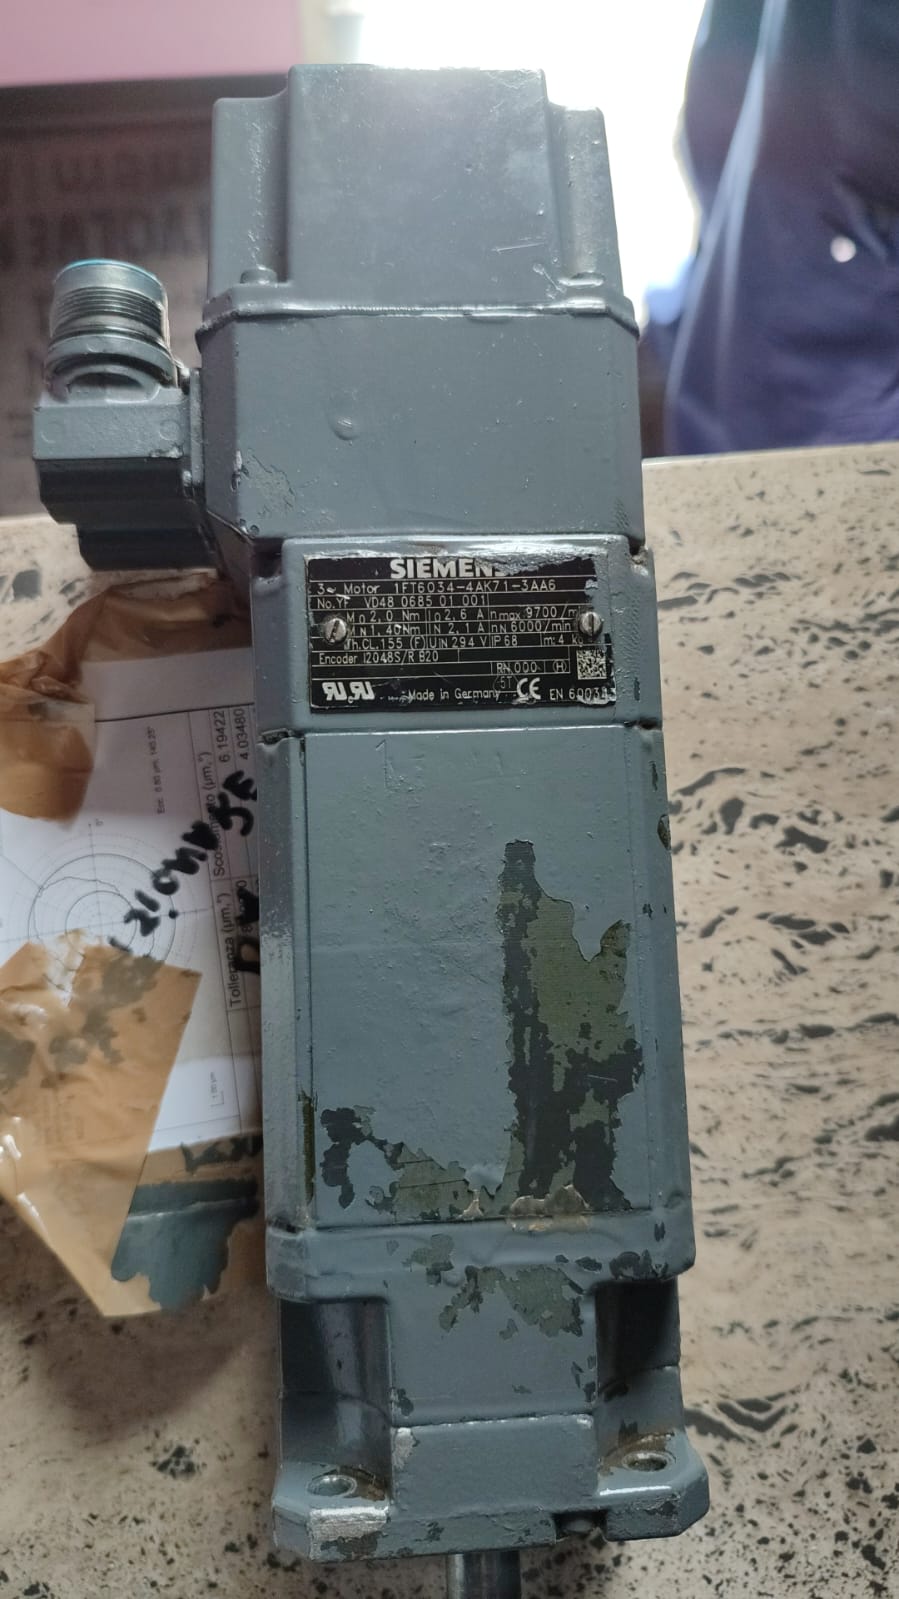 SIEMENS
3~ Motor 1FT6034-4AK71-3AA6
No.YF VD48 0685 01 001
M0 2,0 Nm I0 2,6 A nmax 9700/m
MN 1,40 Nm IN 2,1 A nN 6000/min
Th.CL.155 (F) UIN 294 V IP 68 m:4 k
Encoder I2048S/R B20
RN 000 (H)
Made in Germany CE EN 60034
6.19422
4.03480
Tolleranza (µm,°)
Scostamento (µm,°)